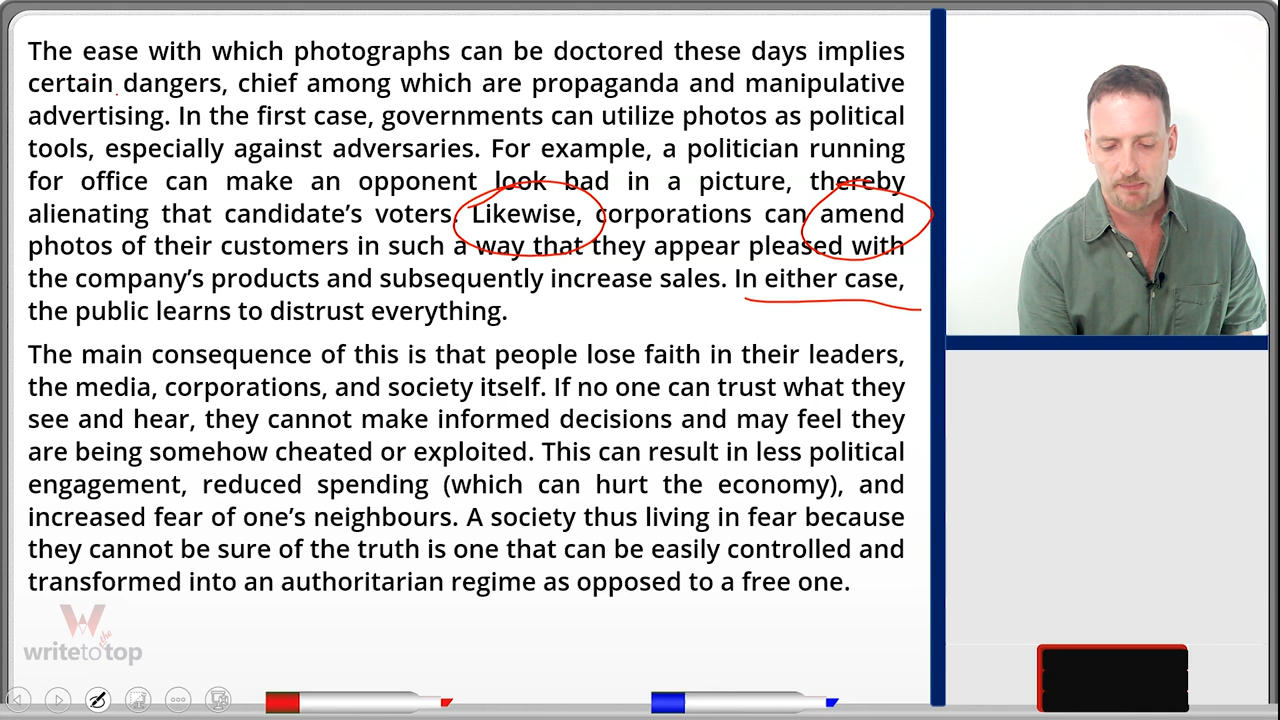 The ease with which photographs can be doctored these days implies
certain dangers, chief among which are propaganda and manipulative
advertising. In the first case, governments can utilize photos as political
tools, especially against adversaries. For example, a politician running
for office can make an opponent look bad in a picture, thereby
alienating that candidate's voters. Likewise, corporations can amend
photos of their customers in such a way that they appear pleased with
the company's products and subsequently increase sales. In either case,
the public learns to distrust everything.
The main consequence of this is that people lose faith in their leaders,
the media, corporations, and society itself. If no one can trust what they
see and hear, they cannot make informed decisions and may feel they
are being somehow cheated or exploited. This can result in less political
engagement, reduced spending (which can hurt the economy), and
increased fear of one's neighbours. A society thus living in fear because
they cannot be sure of the truth is one that can be easily controlled and
transformed into an authoritarian regime as opposed to a free one.
W
the
writetotop